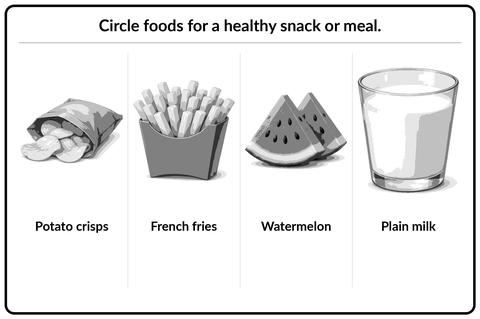 Circle foods for a healthy snack or meal.
Potato crisps
French fries
Watermelon
Plain milk